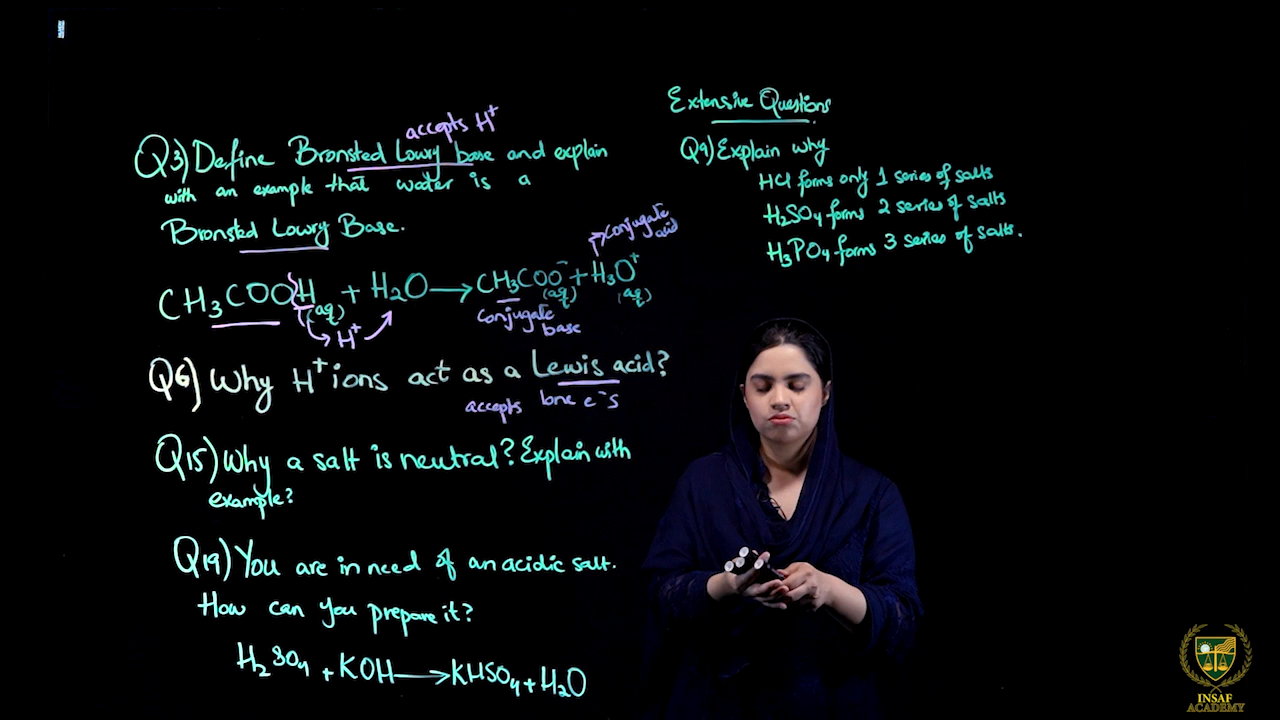 accepts H⁺
Q3) Define Bronsted Lowry base and explain
with an example that water is a
Bronsted Lowry Base.
CH₃COOH(aq) + H₂O → CH₃COO⁻(aq) + H₃O⁺(aq)
conjugate acid
H⁺
conjugate base
Q6) Why H⁺ ions act as a Lewis acid?
accepts lone e⁻s
Q15) Why a salt is neutral? Explain with
example?
Q19) You are in need of an acidic salt.
How can you prepare it?
H₂SO₄ + KOH → KHSO₄ + H₂O
Extensive Questions
Q9) Explain why
HCl forms only 1 series of salts
H₂SO₄ forms 2 series of salts
H₃PO₄ forms 3 series of salts.
INSAF
ACADEMY